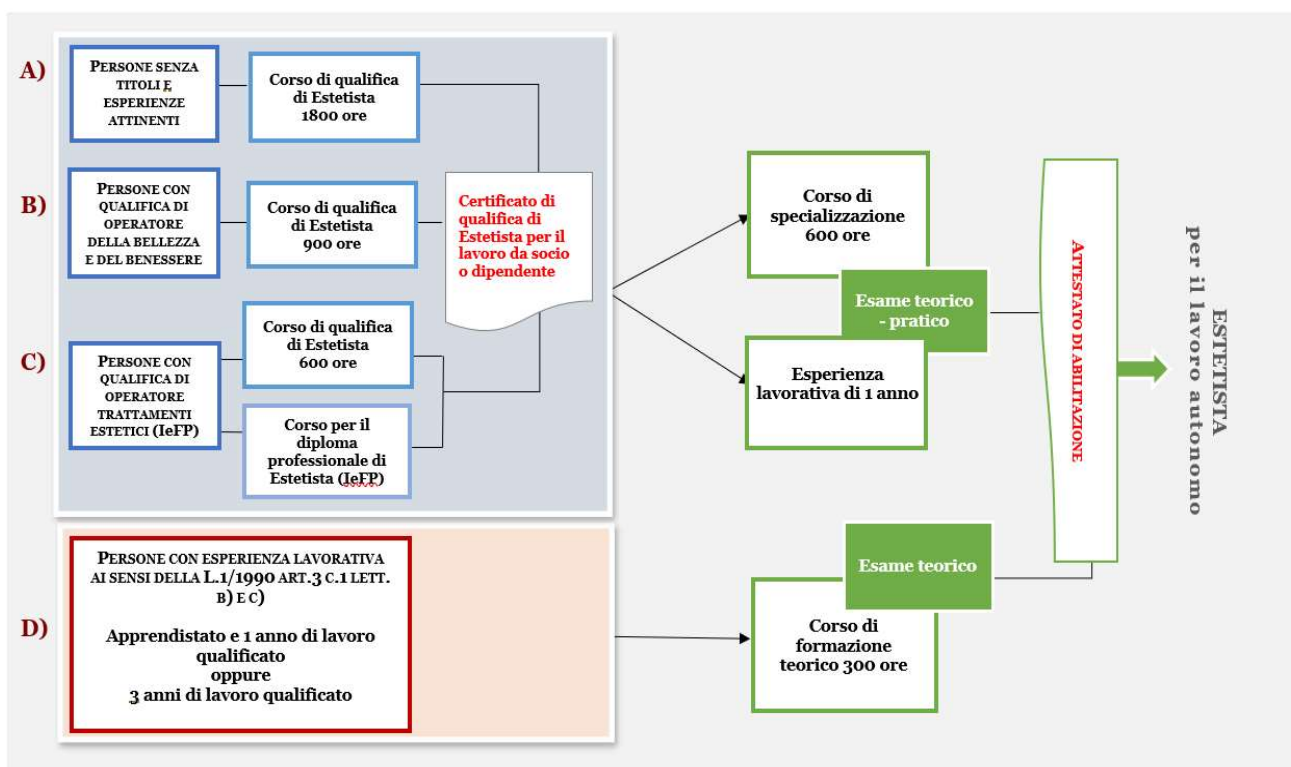 A)
PERSONE SENZA
TITOLI E
ESPERIENZE
ATTINENTI
Corso di qualifica
di Estetista
1800 ore
B)
PERSONE CON
QUALIFICA DI
OPERATORE
DELLA BELLEZZA
E DEL BENESSERE
Corso di qualifica
di Estetista
900 ore
Certificato di
qualifica di
Estetista per il
lavoro da socio
o dipendente
C)
PERSONE CON
QUALIFICA DI
OPERATORE
TRATTAMENTI
ESTETICI (IeFP)
Corso di qualifica
di Estetista
600 ore
Corso per il
diploma
professionale di
Estetista (IeFP)
Corso di
specializzazione
600 ore
Esame teorico
- pratico
Esperienza
lavorativa di 1 anno
D)
PERSONE CON ESPERIENZA LAVORATIVA
AI SENSI DELLA L.1/1990 ART.3 C.1 LETT.
B) E C)
Apprendistato e 1 anno di lavoro
qualificato
oppure
3 anni di lavoro qualificato
Esame teorico
Corso di
formazione
teorico 300 ore
ATTESTATO DI ABILITAZIONE
ESTETISTA
per il lavoro autonomo